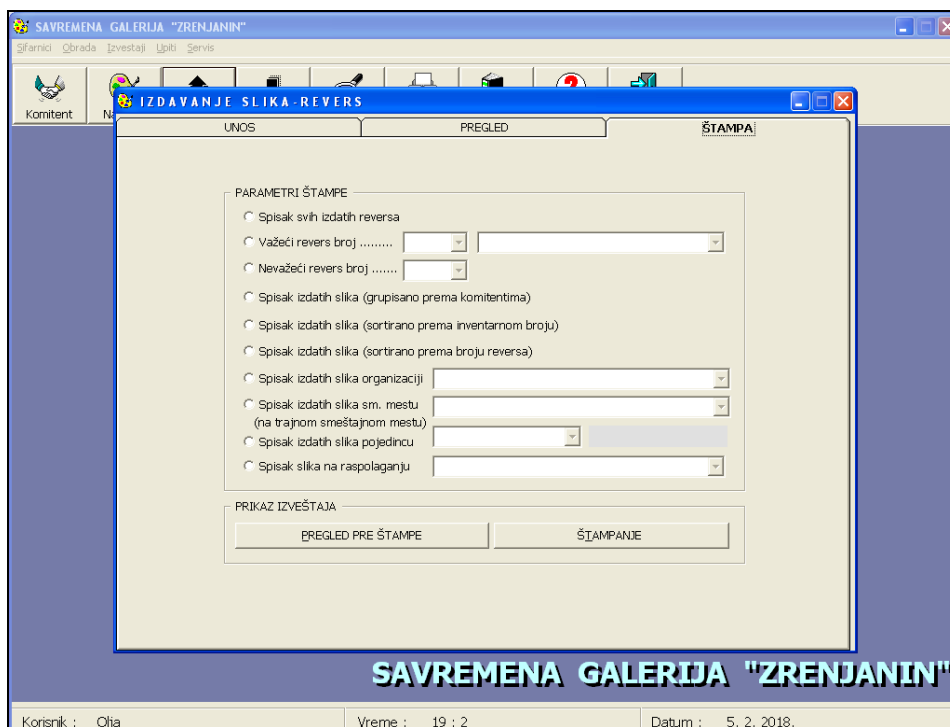 SAVREMENA GALERIJA "ZRENJANIN"
Sifarnici Obrada Izvestaji Upiti Servis
Komitent
IZDAVANJE SLIKA-REVERS
UNOS PREGLED ŠTAMPA
PARAMETRI ŠTAMPE
Spisak svih izdatih reversa
Važeći revers broj .........
Nevažeći revers broj .......
Spisak izdatih slika (grupisano prema komitentima)
Spisak izdatih slika (sortirano prema inventarnom broju)
Spisak izdatih slika (sortirano prema broju reversa)
Spisak izdatih slika organizaciji
Spisak izdatih slika sm. mestu
(na trajnom smeštajnom mestu)
Spisak izdatih slika pojedincu
Spisak slika na raspolaganju
PRIKAZ IZVEŠTAJA
PREGLED PRE ŠTAMPE ŠTAMPANJE
SAVREMENA GALERIJA "ZRENJANIN"
Korisnik : Olja Vreme : 19 : 2 Datum : 5. 2. 2018.